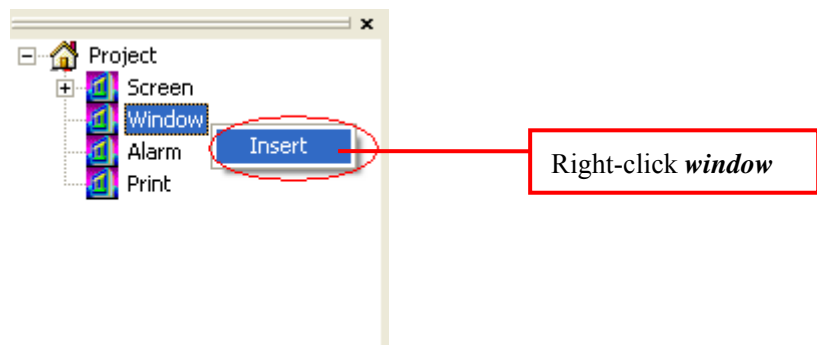 Project
Screen
Window
Alarm
Insert
Print
Right-click window